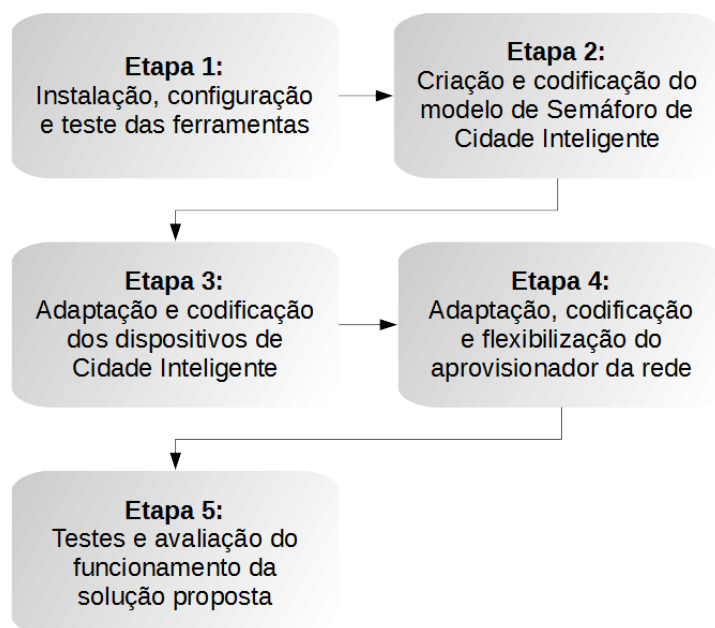 Etapa 1:
Instalação, configuração
e teste das ferramentas
Etapa 2:
Criação e codificação do
modelo de Semáforo de
Cidade Inteligente
Etapa 3:
Adaptação e codificação
dos dispositivos de
Cidade Inteligente
Etapa 4:
Adaptação, codificação
e flexibilização do
aprovisionador da rede
Etapa 5:
Testes e avaliação do
funcionamento da
solução proposta